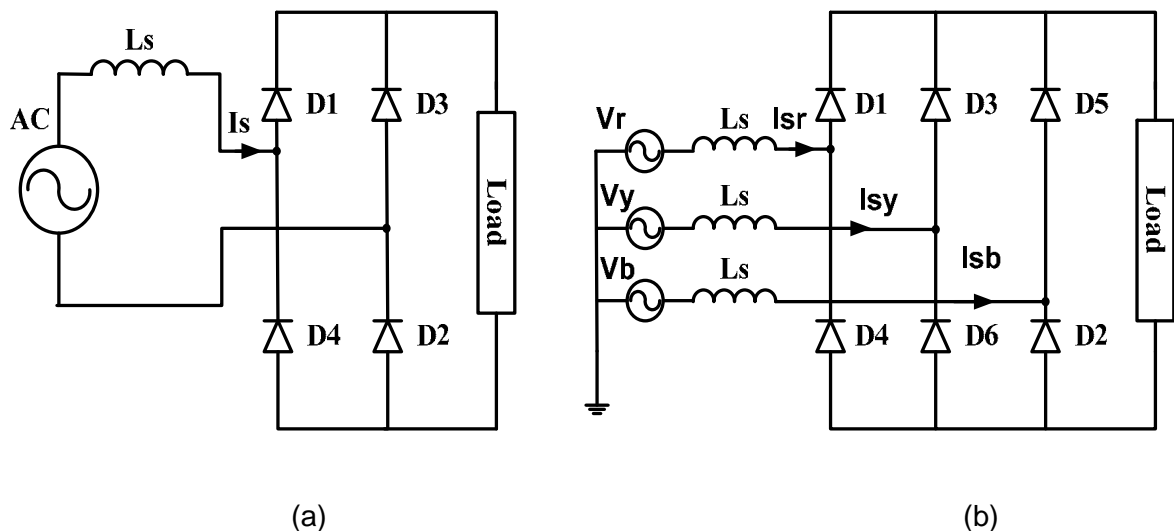 Ls
AC
Is
D1
D3
Load
D4
D2
(a)
Vr
Ls
Isr
D1
D3
D5
Vy
Ls
Isy
Vb
Ls
Isb
Load
D4
D6
D2
(b)